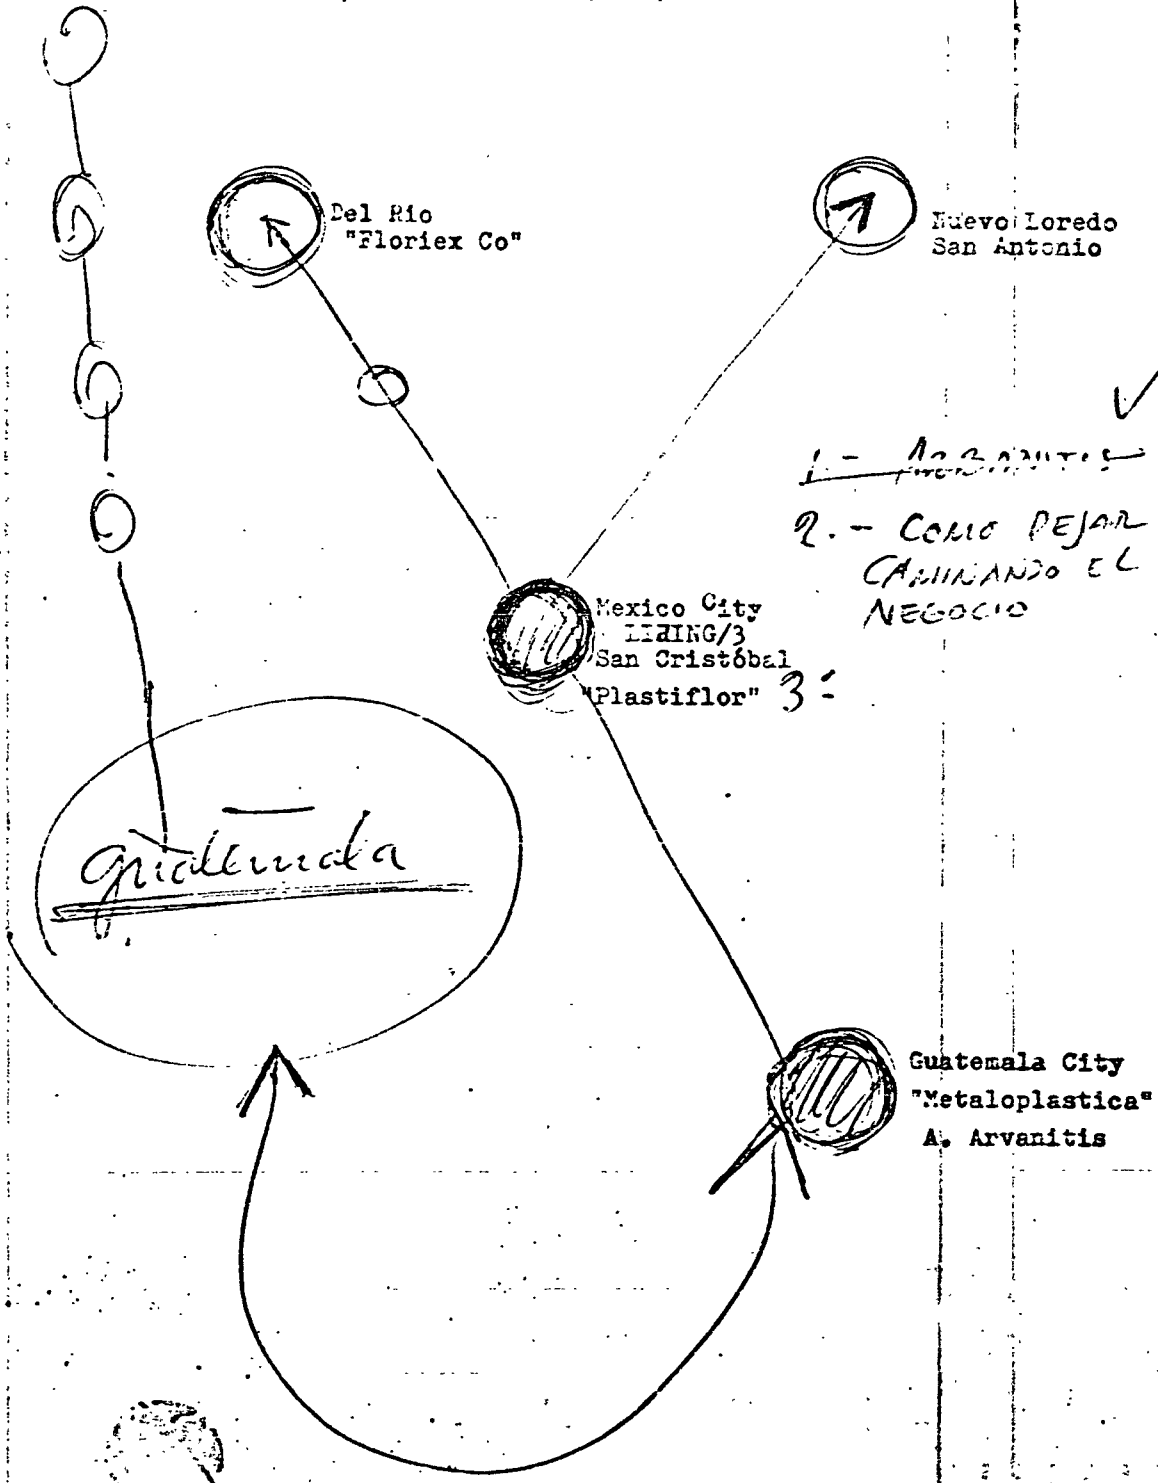 Del Rio
"Floriex Co"
Nuevo Loredo
San Antonio
2.- COMO DEJAR
CAMINANDO EL
NEGOCIO
Mexico City
/3
San Cristóbal
"Plastiflor" 3-
Guatemala
Guatemala City
"Metaloplastica"
A. Arvanitis